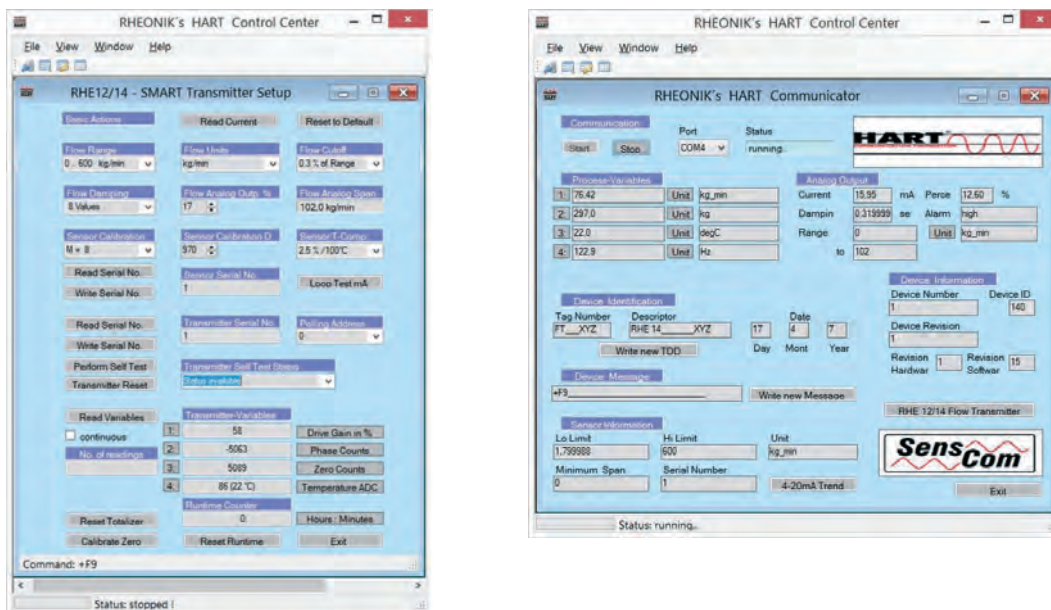 RHEONIK's HART Control Center
File View Window Help
RHE12/14 - SMART Transmitter Setup
Basic Actions Read Current Reset to Default
Flow Range Flow Units Flow Cutoff
0 .. 600 kg/min kg/min 0.3 % of Range
Flow Damping Flow Analog Outp. % Flow Analog Span
8 Values 17 102.0 kg/min
Sensor Calibration Sensor Calibration D Sensor T-Comp.
M * 8 970 2.5 %/100°C
Read Serial No. Sensor Serial No. Loop Test mA
Write Serial No. 1
Read Serial No. Transmitter Serial No. Polling Address
Write Serial No. 1 0
Perform Self Test Transmitter Self Test Status
Transmitter Reset Status available
Read Variables Transmitter-Variables
continuous 1: 58 Drive Gain in %
No. of readings 2: -5063 Phase Counts
3: 5089 Zero Counts
4: 86 (22 °C) Temperature ADC
Runtime Counter
Reset Totalizer 0: Hours : Minutes
Calibrate Zero Reset Runtime Exit
Command: +F9
Status: stopped !
RHEONIK's HART Control Center
File View Window Help
RHEONIK's HART Communicator
Communication Port Status
Start Stop COM4 running..
HART
Process-Variables Analog Output
1: 76.42 Unit kg_min Current 15.95 mA Perce 12.60 %
2: 297,0 Unit kg Dampin 0,319999 se Alarm high
3: 22.0 Unit degC Range 0 Unit kg_min
4: 122.9 Unit Hz to 102
Device Identification Device Information
Tag Number Descriptor Date Device Number Device ID
FT__XYZ RHE 14_____XYZ 17 4 7 1 140
Write new TDD Day Mont Year Device Revision
1
Revision Hardwar 1 Revision Softwar 15
Device Message
+F9 Write new Message
RHE 12/14 Flow Transmitter
Sensor Information
Lo Limit Hi Limit Unit
1,799988 600 kg_min
SensCom
Minimum Span Serial Number
0 1 4-20mA Trend Exit
Status: running..